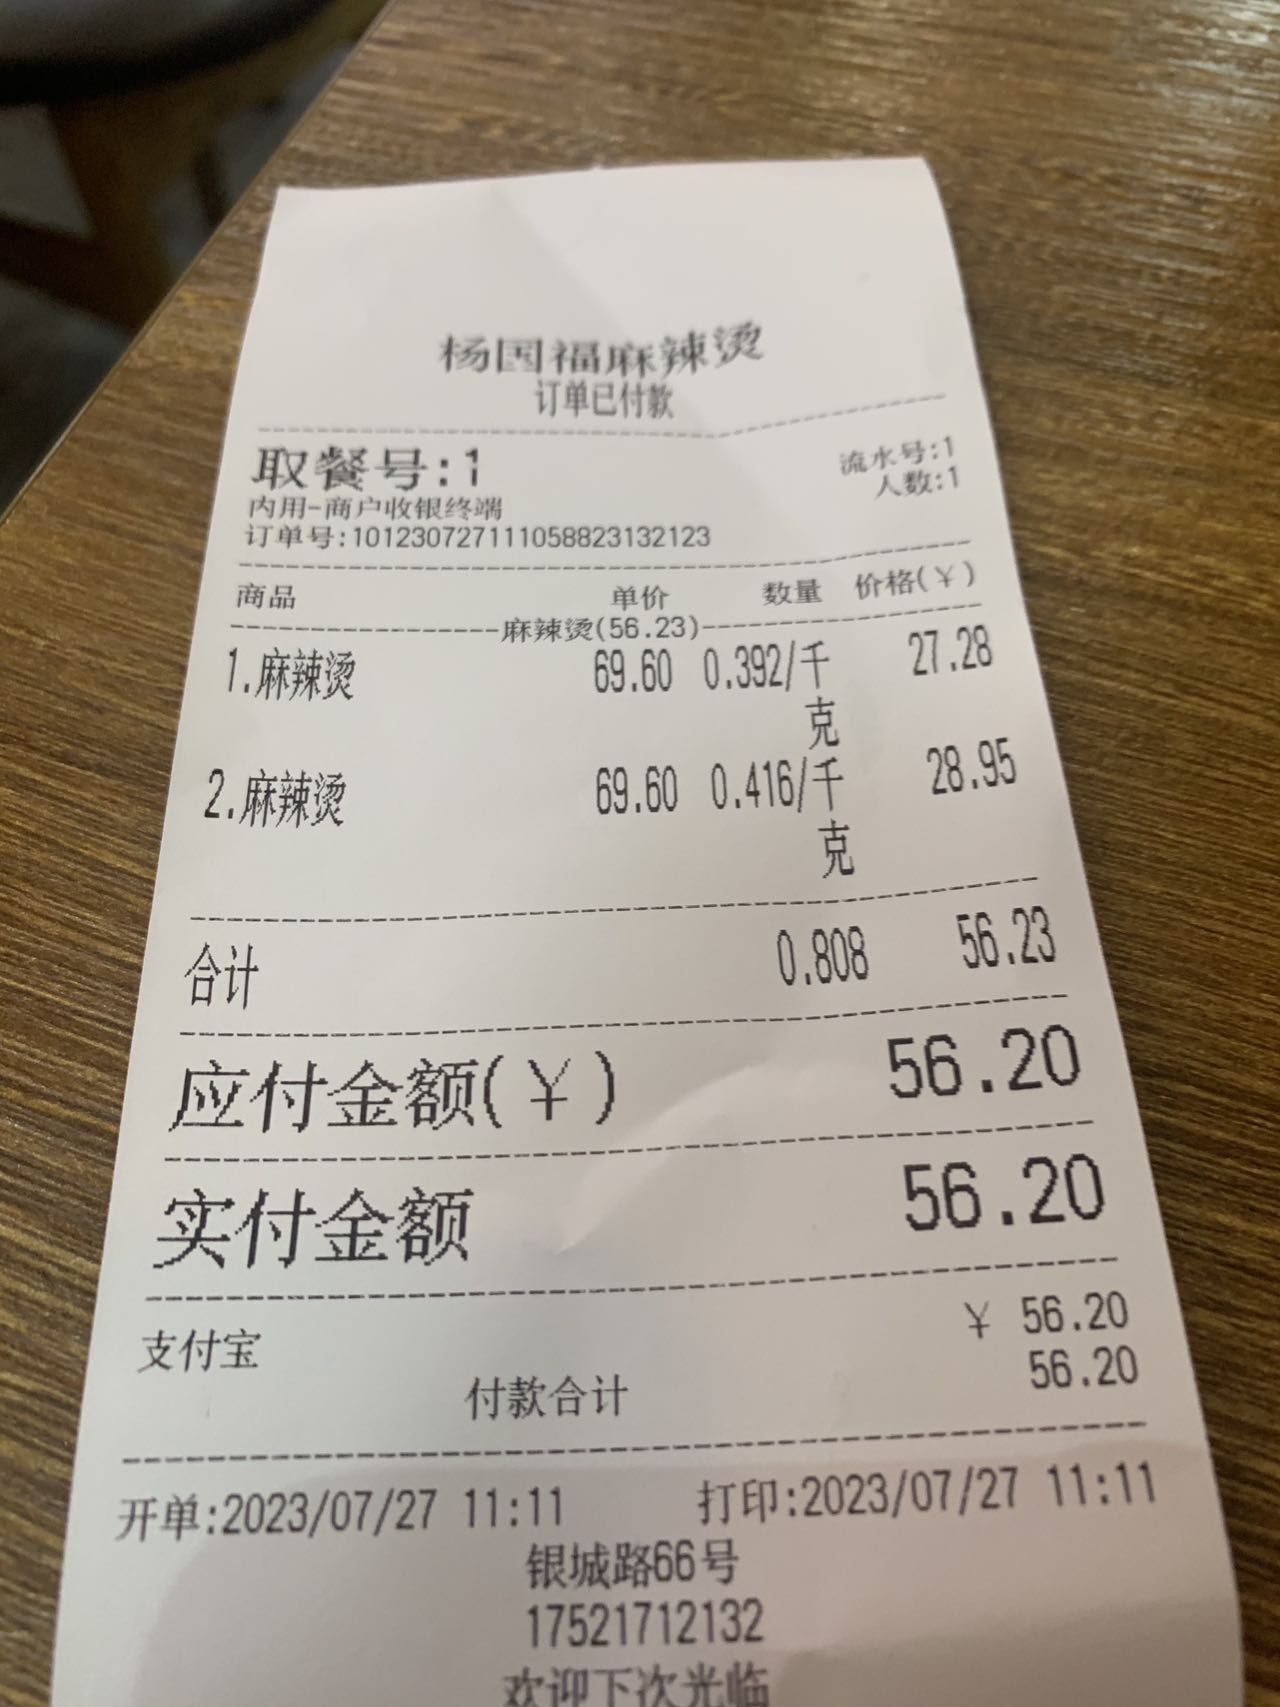 杨国福麻辣烫
订单已付款
取餐号:1 流水号:1
内用-商户收银终端 人数:1
订单号:101230727111058823132123
商品 单价 数量 价格(￥)
麻辣烫(56.23)
1.麻辣烫 69.60 0.392/千克 27.28
2.麻辣烫 69.60 0.416/千克 28.95
合计 0.808 56.23
应付金额(￥) 56.20
实付金额 56.20
支付宝 ￥ 56.20
付款合计 56.20
开单:2023/07/27 11:11 打印:2023/07/27 11:11
银城路66号
17521712132
欢迎下次光临